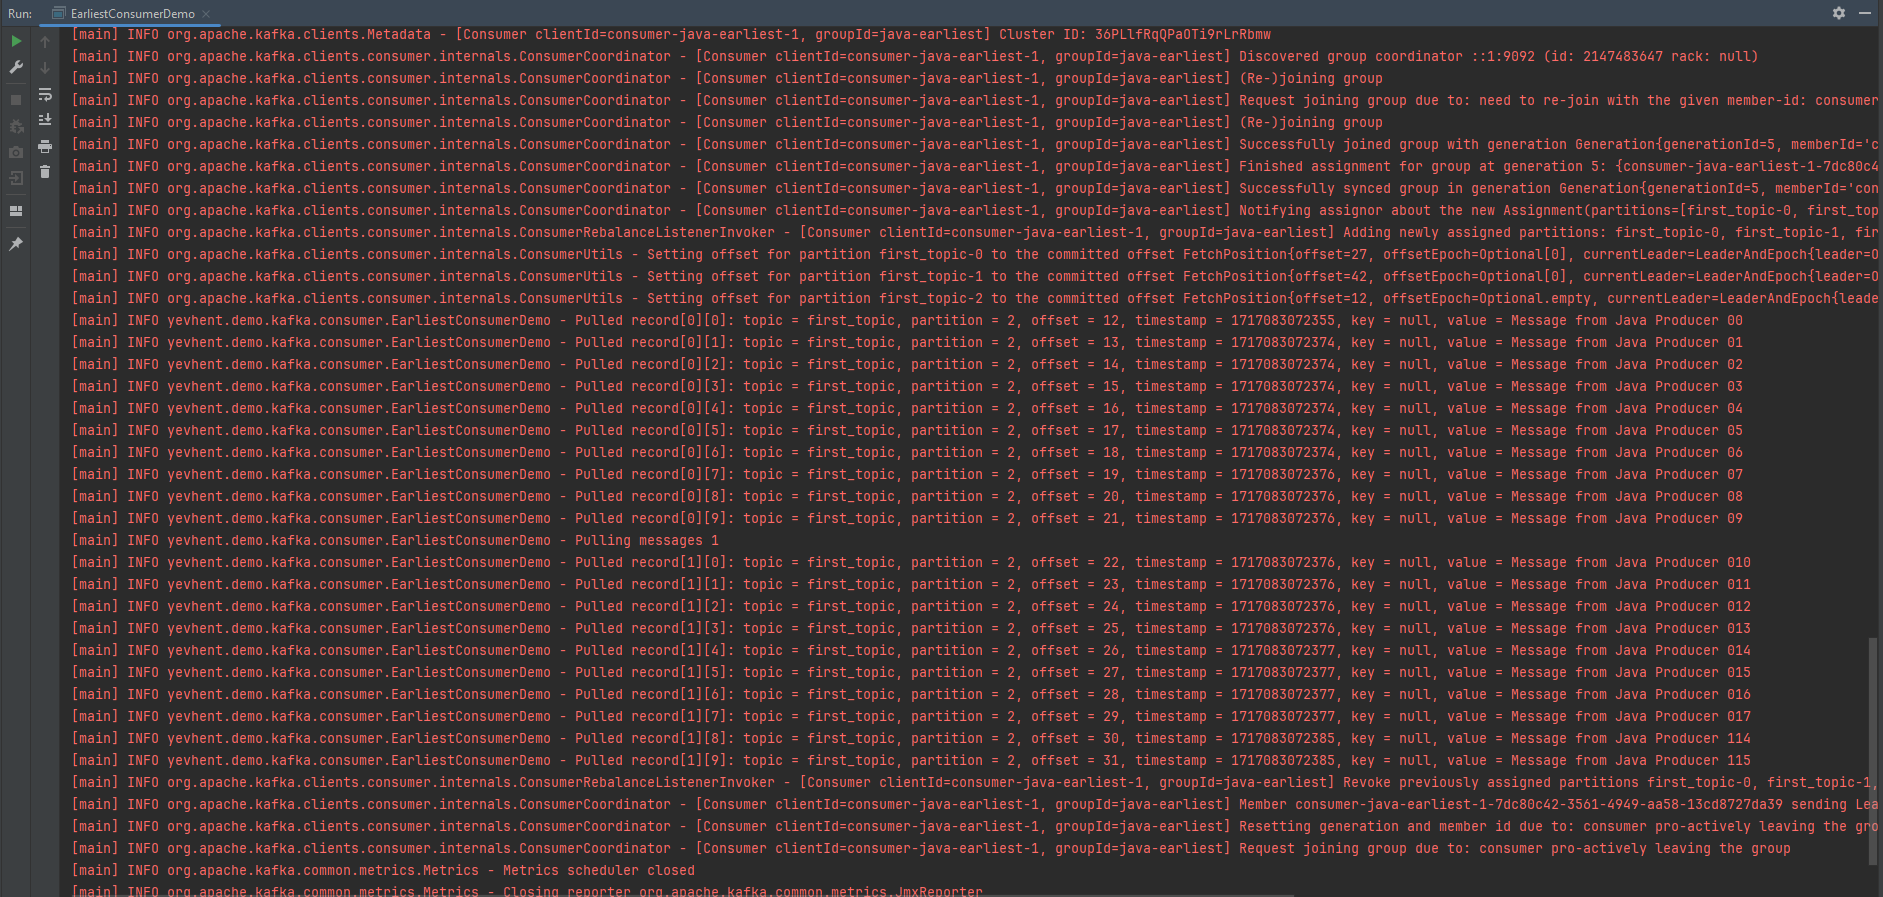 Run: EarliestConsumerDemo
[main] INFO org.apache.kafka.clients.Metadata - [Consumer clientId=consumer-java-earliest-1, groupId=java-earliest] Cluster ID: 36PLlfRqQPaOTi9rLrRbmw
[main] INFO org.apache.kafka.clients.consumer.internals.ConsumerCoordinator - [Consumer clientId=consumer-java-earliest-1, groupId=java-earliest] Discovered group coordinator ::1:9092 (id: 2147483647 rack: null)
[main] INFO org.apache.kafka.clients.consumer.internals.ConsumerCoordinator - [Consumer clientId=consumer-java-earliest-1, groupId=java-earliest] (Re-)joining group
[main] INFO org.apache.kafka.clients.consumer.internals.ConsumerCoordinator - [Consumer clientId=consumer-java-earliest-1, groupId=java-earliest] Request joining group due to: need to re-join with the given member-id: consumer
[main] INFO org.apache.kafka.clients.consumer.internals.ConsumerCoordinator - [Consumer clientId=consumer-java-earliest-1, groupId=java-earliest] (Re-)joining group
[main] INFO org.apache.kafka.clients.consumer.internals.ConsumerCoordinator - [Consumer clientId=consumer-java-earliest-1, groupId=java-earliest] Successfully joined group with generation Generation{generationId=5, memberId='c
[main] INFO org.apache.kafka.clients.consumer.internals.ConsumerCoordinator - [Consumer clientId=consumer-java-earliest-1, groupId=java-earliest] Finished assignment for group at generation 5: {consumer-java-earliest-1-7dc80c4
[main] INFO org.apache.kafka.clients.consumer.internals.ConsumerCoordinator - [Consumer clientId=consumer-java-earliest-1, groupId=java-earliest] Successfully synced group in generation Generation{generationId=5, memberId='con
[main] INFO org.apache.kafka.clients.consumer.internals.ConsumerCoordinator - [Consumer clientId=consumer-java-earliest-1, groupId=java-earliest] Notifying assignor about the new Assignment(partitions=[first_topic-0, first_top
[main] INFO org.apache.kafka.clients.consumer.internals.ConsumerRebalanceListenerInvoker - [Consumer clientId=consumer-java-earliest-1, groupId=java-earliest] Adding newly assigned partitions: first_topic-0, first_topic-1, fir
[main] INFO org.apache.kafka.clients.consumer.internals.ConsumerUtils - Setting offset for partition first_topic-0 to the committed offset FetchPosition{offset=27, offsetEpoch=Optional[0], currentLeader=LeaderAndEpoch{leader=O
[main] INFO org.apache.kafka.clients.consumer.internals.ConsumerUtils - Setting offset for partition first_topic-1 to the committed offset FetchPosition{offset=42, offsetEpoch=Optional[0], currentLeader=LeaderAndEpoch{leader=O
[main] INFO org.apache.kafka.clients.consumer.internals.ConsumerUtils - Setting offset for partition first_topic-2 to the committed offset FetchPosition{offset=12, offsetEpoch=Optional.empty, currentLeader=LeaderAndEpoch{leade
[main] INFO yevhent.demo.kafka.consumer.EarliestConsumerDemo - Pulled record[0][0]: topic = first_topic, partition = 2, offset = 12, timestamp = 1717083072355, key = null, value = Message from Java Producer 00
[main] INFO yevhent.demo.kafka.consumer.EarliestConsumerDemo - Pulled record[0][1]: topic = first_topic, partition = 2, offset = 13, timestamp = 1717083072374, key = null, value = Message from Java Producer 01
[main] INFO yevhent.demo.kafka.consumer.EarliestConsumerDemo - Pulled record[0][2]: topic = first_topic, partition = 2, offset = 14, timestamp = 1717083072374, key = null, value = Message from Java Producer 02
[main] INFO yevhent.demo.kafka.consumer.EarliestConsumerDemo - Pulled record[0][3]: topic = first_topic, partition = 2, offset = 15, timestamp = 1717083072374, key = null, value = Message from Java Producer 03
[main] INFO yevhent.demo.kafka.consumer.EarliestConsumerDemo - Pulled record[0][4]: topic = first_topic, partition = 2, offset = 16, timestamp = 1717083072374, key = null, value = Message from Java Producer 04
[main] INFO yevhent.demo.kafka.consumer.EarliestConsumerDemo - Pulled record[0][5]: topic = first_topic, partition = 2, offset = 17, timestamp = 1717083072374, key = null, value = Message from Java Producer 05
[main] INFO yevhent.demo.kafka.consumer.EarliestConsumerDemo - Pulled record[0][6]: topic = first_topic, partition = 2, offset = 18, timestamp = 1717083072374, key = null, value = Message from Java Producer 06
[main] INFO yevhent.demo.kafka.consumer.EarliestConsumerDemo - Pulled record[0][7]: topic = first_topic, partition = 2, offset = 19, timestamp = 1717083072376, key = null, value = Message from Java Producer 07
[main] INFO yevhent.demo.kafka.consumer.EarliestConsumerDemo - Pulled record[0][8]: topic = first_topic, partition = 2, offset = 20, timestamp = 1717083072376, key = null, value = Message from Java Producer 08
[main] INFO yevhent.demo.kafka.consumer.EarliestConsumerDemo - Pulled record[0][9]: topic = first_topic, partition = 2, offset = 21, timestamp = 1717083072376, key = null, value = Message from Java Producer 09
[main] INFO yevhent.demo.kafka.consumer.EarliestConsumerDemo - Pulling messages 1
[main] INFO yevhent.demo.kafka.consumer.EarliestConsumerDemo - Pulled record[1][0]: topic = first_topic, partition = 2, offset = 22, timestamp = 1717083072376, key = null, value = Message from Java Producer 010
[main] INFO yevhent.demo.kafka.consumer.EarliestConsumerDemo - Pulled record[1][1]: topic = first_topic, partition = 2, offset = 23, timestamp = 1717083072376, key = null, value = Message from Java Producer 011
[main] INFO yevhent.demo.kafka.consumer.EarliestConsumerDemo - Pulled record[1][2]: topic = first_topic, partition = 2, offset = 24, timestamp = 1717083072376, key = null, value = Message from Java Producer 012
[main] INFO yevhent.demo.kafka.consumer.EarliestConsumerDemo - Pulled record[1][3]: topic = first_topic, partition = 2, offset = 25, timestamp = 1717083072376, key = null, value = Message from Java Producer 013
[main] INFO yevhent.demo.kafka.consumer.EarliestConsumerDemo - Pulled record[1][4]: topic = first_topic, partition = 2, offset = 26, timestamp = 1717083072377, key = null, value = Message from Java Producer 014
[main] INFO yevhent.demo.kafka.consumer.EarliestConsumerDemo - Pulled record[1][5]: topic = first_topic, partition = 2, offset = 27, timestamp = 1717083072377, key = null, value = Message from Java Producer 015
[main] INFO yevhent.demo.kafka.consumer.EarliestConsumerDemo - Pulled record[1][6]: topic = first_topic, partition = 2, offset = 28, timestamp = 1717083072377, key = null, value = Message from Java Producer 016
[main] INFO yevhent.demo.kafka.consumer.EarliestConsumerDemo - Pulled record[1][7]: topic = first_topic, partition = 2, offset = 29, timestamp = 1717083072377, key = null, value = Message from Java Producer 017
[main] INFO yevhent.demo.kafka.consumer.EarliestConsumerDemo - Pulled record[1][8]: topic = first_topic, partition = 2, offset = 30, timestamp = 1717083072385, key = null, value = Message from Java Producer 114
[main] INFO yevhent.demo.kafka.consumer.EarliestConsumerDemo - Pulled record[1][9]: topic = first_topic, partition = 2, offset = 31, timestamp = 1717083072385, key = null, value = Message from Java Producer 115
[main] INFO org.apache.kafka.clients.consumer.internals.ConsumerRebalanceListenerInvoker - [Consumer clientId=consumer-java-earliest-1, groupId=java-earliest] Revoke previously assigned partitions first_topic-0, first_topic-1,
[main] INFO org.apache.kafka.clients.consumer.internals.ConsumerCoordinator - [Consumer clientId=consumer-java-earliest-1, groupId=java-earliest] Member consumer-java-earliest-1-7dc80c42-3561-4949-aa58-13cd8727da39 sending Lea
[main] INFO org.apache.kafka.clients.consumer.internals.ConsumerCoordinator - [Consumer clientId=consumer-java-earliest-1, groupId=java-earliest] Resetting generation and member id due to: consumer pro-actively leaving the gro
[main] INFO org.apache.kafka.clients.consumer.internals.ConsumerCoordinator - [Consumer clientId=consumer-java-earliest-1, groupId=java-earliest] Request joining group due to: consumer pro-actively leaving the group
[main] INFO org.apache.kafka.common.metrics.Metrics - Metrics scheduler closed
[main] INFO org.apache.kafka.common.metrics.Metrics - Closing reporter org.apache.kafka.common.metrics.JmxReporter